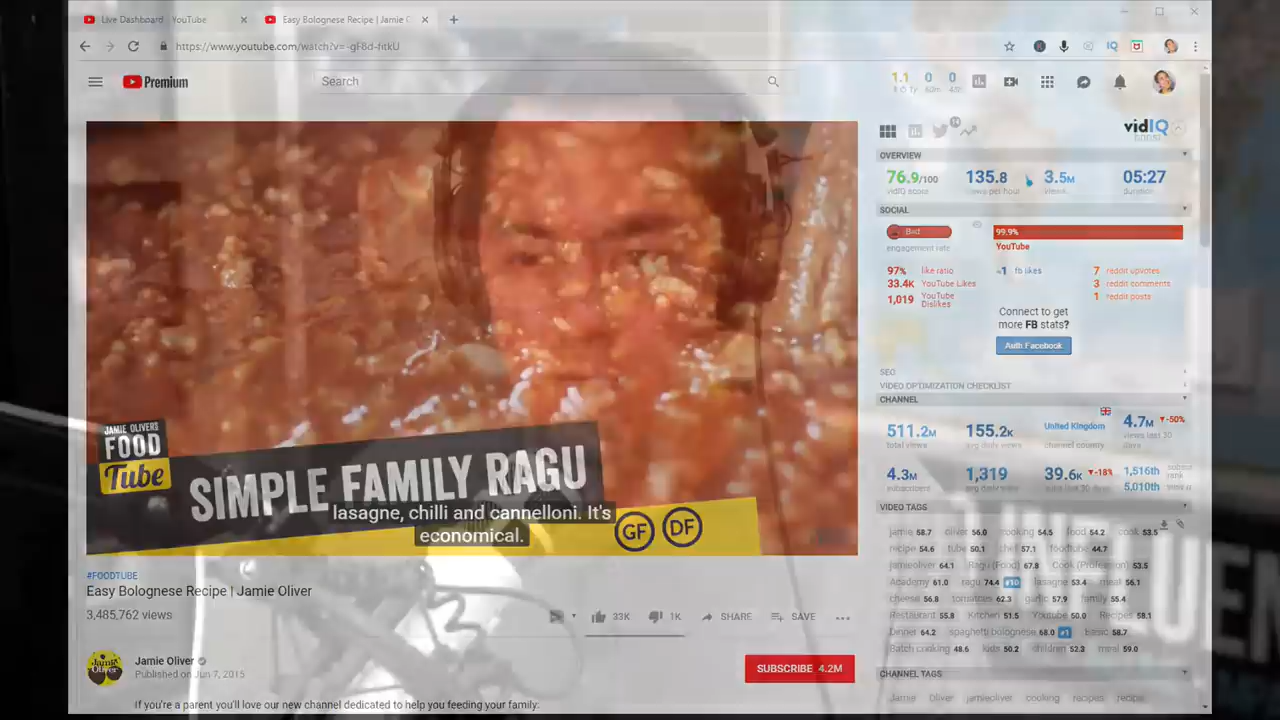 Live Dashboard YouTube
Easy Bolognese Recipe | Jamie O
https://www.youtube.com/watch?v=-gF8d-fitkU
IQ
Premium
Search
1.1 0 0
vidIQ
OVERVIEW
76.9/100 135.8 3.5M 05:27
vidIQ score views per hour views duration
SOCIAL
Bad
99.9%
engagement rate
YouTube
97% like ratio
33.4K YouTube Likes
1,019 YouTube Dislikes
1 fb likes
7 reddit upvotes
3 reddit comments
1 reddit posts
Connect to get
more FB stats?
Auth Facebook
SEO
VIDEO OPTIMIZATION CHECKLIST
CHANNEL
511.2M 155.2K United Kingdom 4.7M -50%
total views avg daily views channel country views last 30 days
4.3M 1,319 39.6K -18% 1,516th
subscribers 5,010th
VIDEO TAGS
jamie 58.7 oliver 56.0 cooking 54.5 food 54.2 cook 53.5
recipe 54.6 tube 50.1 chef 57.1 foodtube 44.7
jamieoliver 64.1 Ragu (Food) 67.8 Cook (Profession) 53.5
Academy 61.0 ragu 74.4 #10 lasagne 53.4 meat 56.1
cheese 56.8 tomatoes 62.3 garlic 57.9 family 55.4
Restaurant 55.8 Kitchen 51.5 Youtube 50.0 Recipes 58.1
dinner 64.2 spaghetti bolognese 68.0 #1 basic 58.7
Batch cooking 48.6 kids 50.2 children 52.3 meal 59.0
CHANNEL TAGS
Jamie Oliver jamieoliver cooking recipes recipe
JAMIE OLIVER'S
FOOD
Tube
SIMPLE FAMILY RAGU
lasagne, chilli and cannelloni. It's
economical.
GF DF
#FOODTUBE
Easy Bolognese Recipe | Jamie Oliver
3,485,762 views
33K 1K SHARE SAVE
Jamie Oliver
Published on Jun 7, 2015
SUBSCRIBE 4.2M
If you're a parent you'll love our new channel dedicated to help you feeding your family.